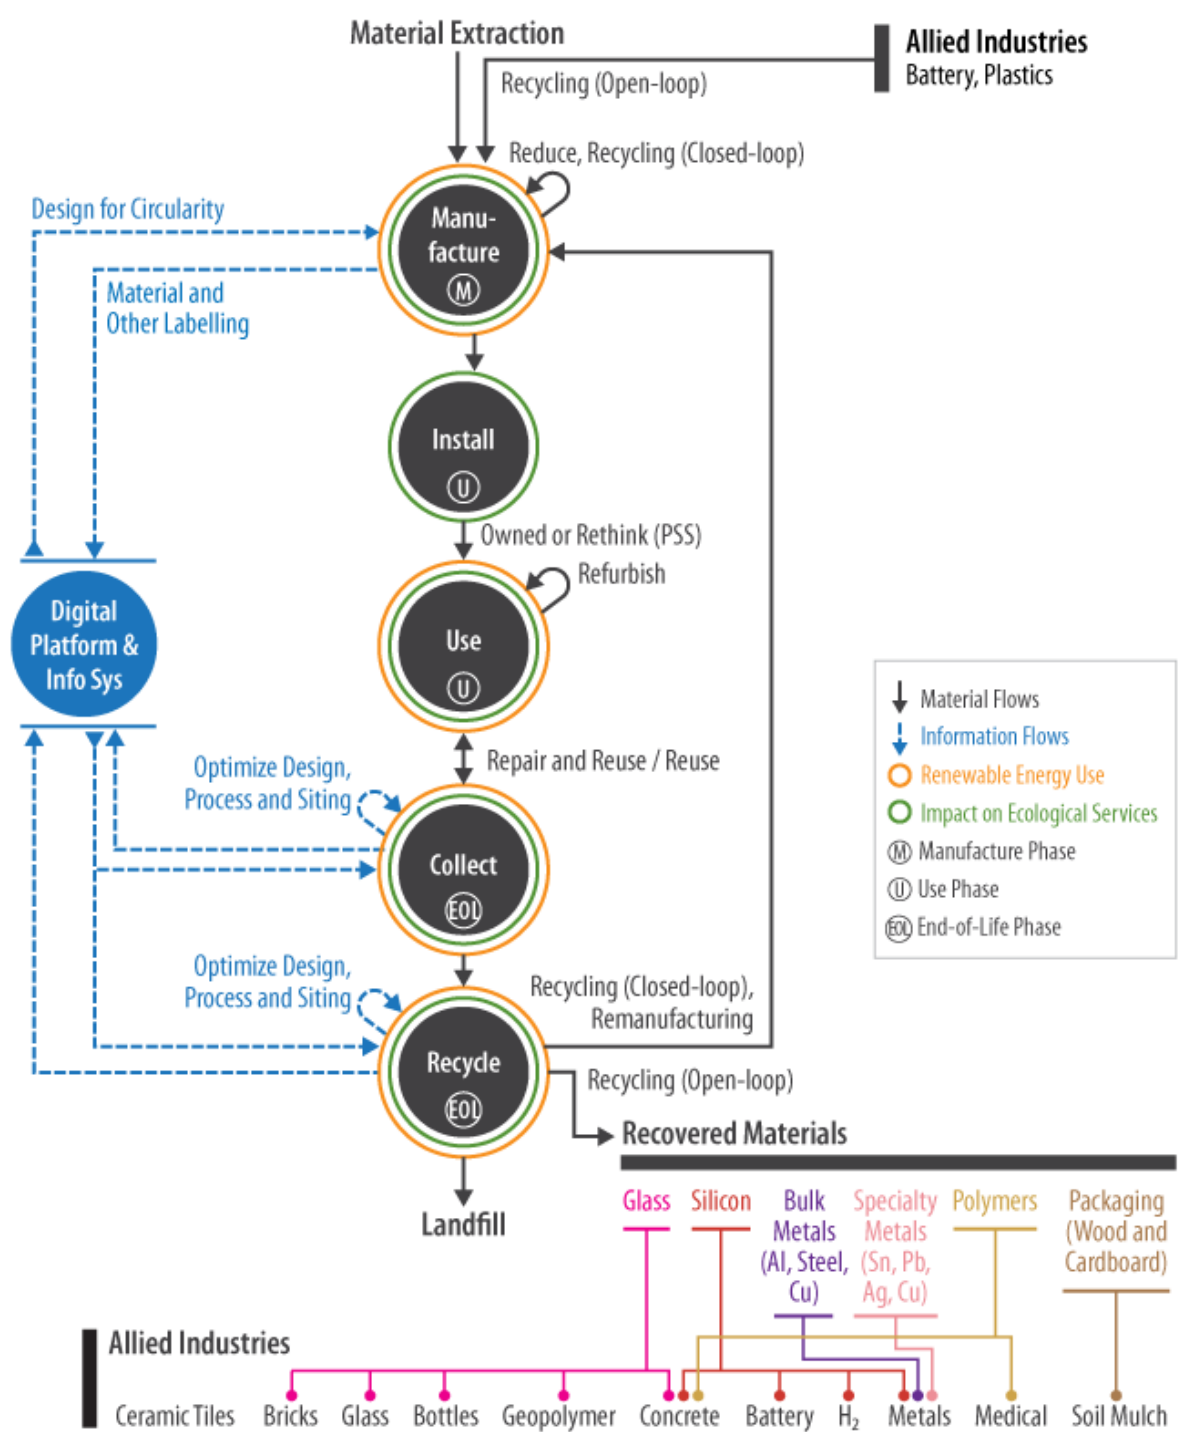 Material Extraction
Allied Industries
Battery, Plastics
Recycling (Open-loop)
Reduce, Recycling (Closed-loop)
Manu-
facture
M
Design for Circularity
Material and
Other Labelling
Install
U
Owned or Rethink (PSS)
Refurbish
Use
U
Digital
Platform &
Info Sys
Repair and Reuse / Reuse
Optimize Design,
Process and Siting
Collect
EOL
Material Flows
Information Flows
Renewable Energy Use
Impact on Ecological Services
M Manufacture Phase
U Use Phase
EOL End-of-Life Phase
Optimize Design,
Process and Siting
Recycling (Closed-loop),
Remanufacturing
Recycle
EOL
Recycling (Open-loop)
Recovered Materials
Landfill
Glass
Silicon
Bulk
Metals
(Al, Steel,
Cu)
Specialty
Metals
(Sn, Pb,
Ag, Cu)
Polymers
Packaging
(Wood and
Cardboard)
Allied Industries
Ceramic Tiles
Bricks
Glass
Bottles
Geopolymer
Concrete
Battery
H₂
Metals
Medical
Soil Mulch